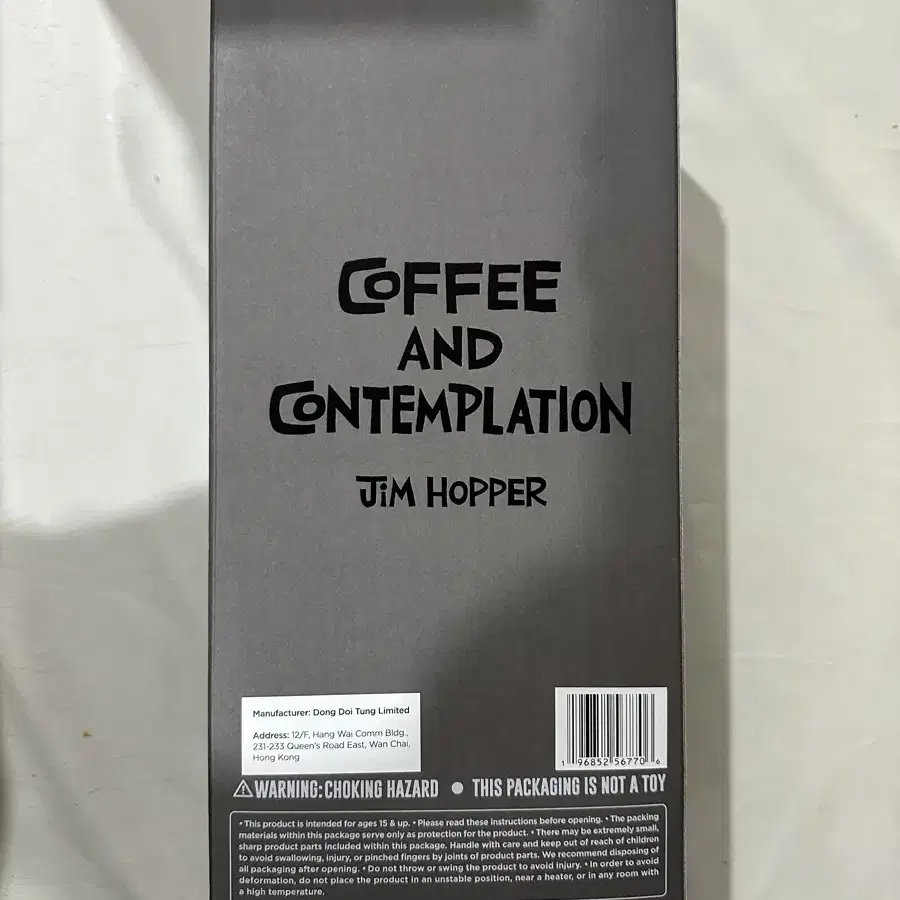 COFFEE
AND
CONTEMPLATION
JiM HOPPER
Manufacturer: Dong Doi Tung Limited
Address: 12/F, Hang Wai Comm Bldg.,
231-233 Queen's Road East, Wan Chai,
Hong Kong
1 96852 56770 6
WARNING: CHOKING HAZARD ● THIS PACKAGING IS NOT A TOY
• This product is intended for ages 15 & up. • Please read these instructions before opening. • The packing
materials within this package serve only as protection for the product. • There may be extremely small,
sharp product parts included within this package. Handle with care and keep out of reach of children
to avoid swallowing, injury, or pinched fingers by joints of product parts. We recommend disposing of
all packaging after opening. • Do not throw or swing the product to avoid injury. • In order to avoid
deformation, do not place the product in an unstable position, near a heater, or in any room with
a high temperature.